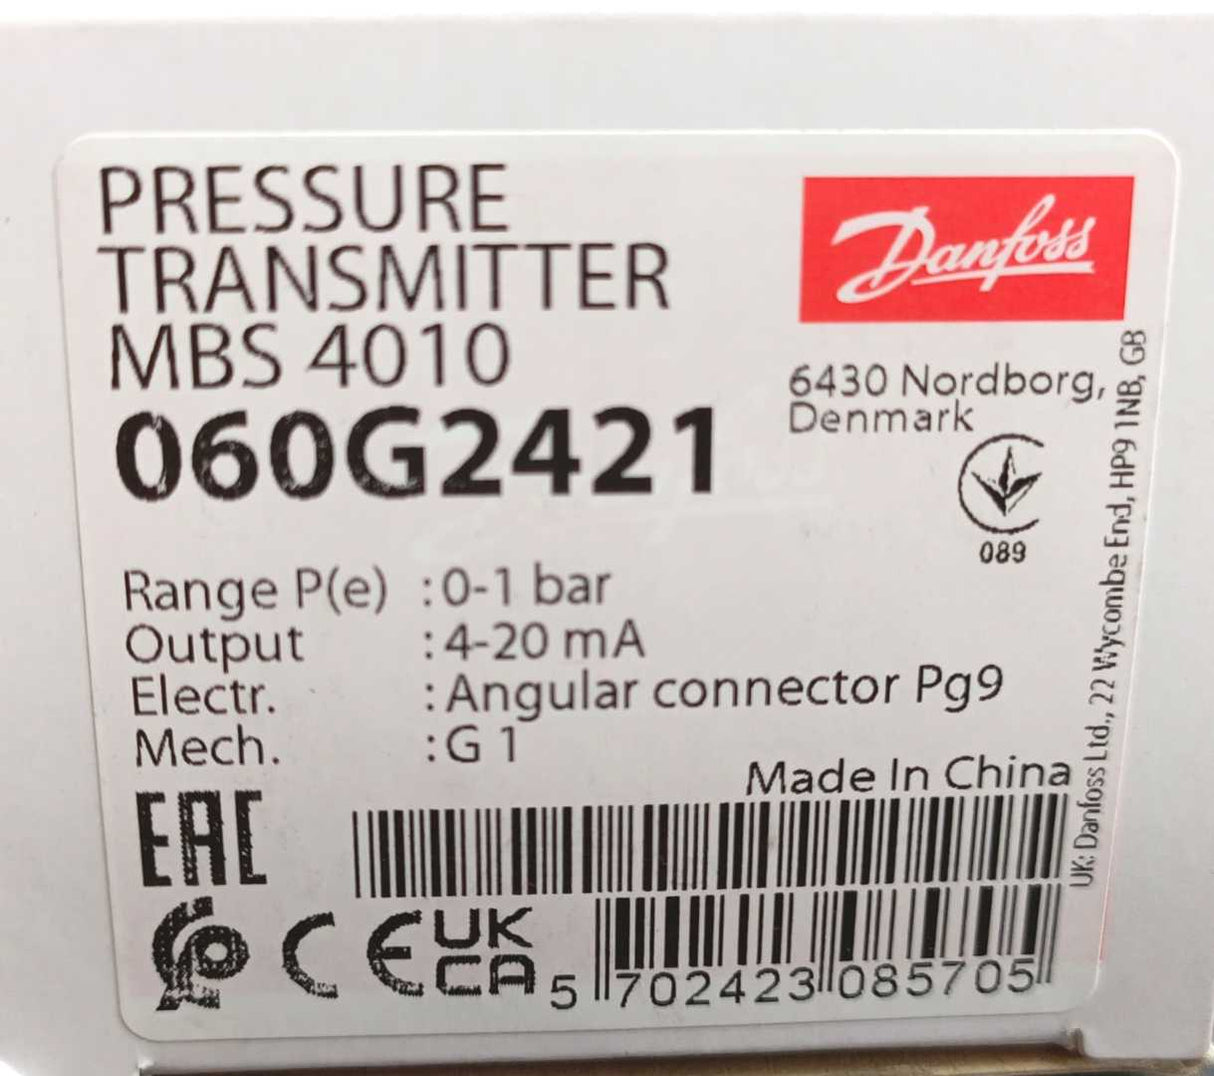 PRESSURE
TRANSMITTER
MBS 4010
060G2421
Danfoss
6430 Nordborg,
Denmark
089
Range P(e) :0-1 bar
Output :4-20 mA
Electr. :Angular connector Pg9
Mech. :G 1
Made In China
UK: Danfoss Ltd., 22 Wycombe End, HP9 1NB, GB
EAC
CE
UK
CA
5 702423 085705